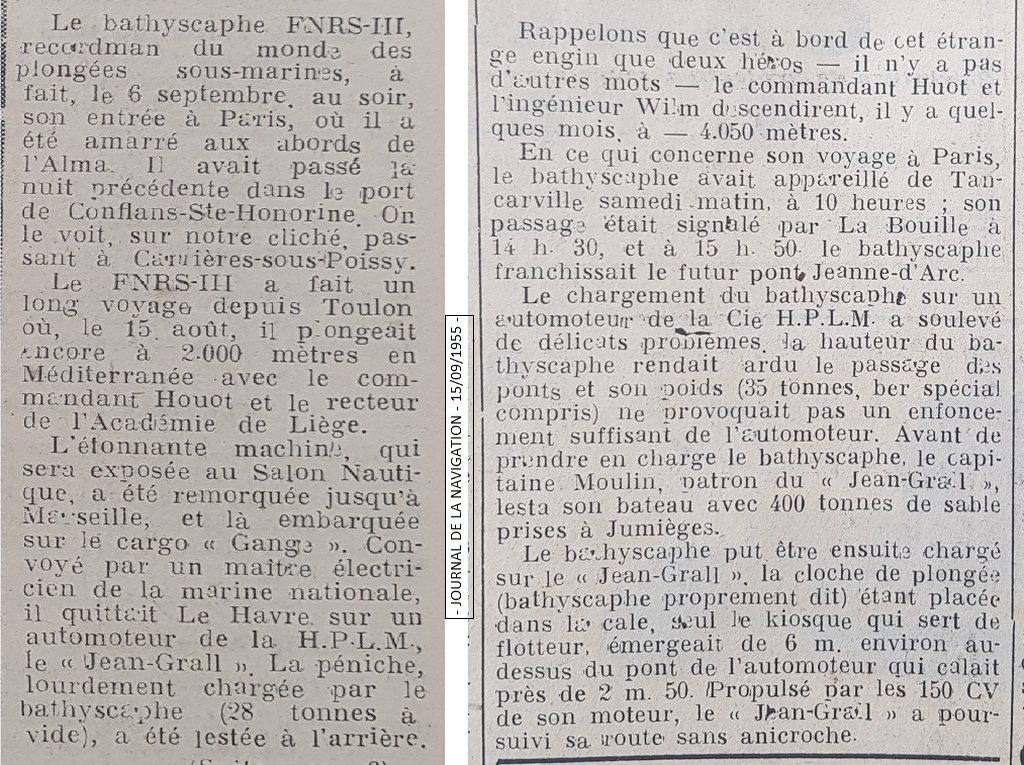 Le bathyscaphe FNRS-III,
recordman du monde des
plongées sous-marines, a
fait, le 6 septembre, au soir,
son entrée à Paris, où il a
été amarré aux abords de
l'Alma. Il avait passé la
nuit précédente dans le port
de Conflans-Ste-Honorine. On
le voit, sur notre cliché, pas-
sant à Carrières-sous-Poissy.
Le FNRS-III a fait un
long voyage depuis Toulon
où, le 15 août, il plongeait
encore à 2.000 mètres en
Méditerranée avec le com-
mandant Houot et le recteur
de l'Académie de Liège.
L'étonnante machine, qui
sera exposée au Salon Nauti-
que, a été remorquée jusqu'à
Marseille, et là embarquée
sur le cargo « Gange ». Con-
voyé par un maître électri-
cien de la marine nationale,
il quittait Le Havre sur un
automoteur de la H.P.L.M.,
le « Jean-Grall ». La péniche,
lourdement chargée par le
bathyscaphe (28 tonnes à
vide), a été lestée à l'arrière.
- JOURNAL DE LA NAVIGATION - 15/09/1955 -
Rappelons que c'est à bord de cet étran-
ge engin que deux héros — il n'y a pas
d'autres mots — le commandant Huot et
l'ingénieur Wilm descendirent, il y a quel-
ques mois, à — 4.050 mètres.
En ce qui concerne son voyage à Paris,
le bathyscaphe avait appareillé de Tan-
carville samedi matin, à 10 heures ; son
passage était signalé par La Bouille à
14 h. 30, et à 15 h. 50 le bathyscaphe
franchissait le futur pont Jeanne-d'Arc.
Le chargement du bathyscaphe sur un
automoteur de la Cie H.P.L.M. a soulevé
de délicats problèmes, la hauteur du ba-
thyscaphe rendait ardu le passage des
ponts et son poids (35 tonnes, ber spécial
compris) ne provoquait pas un enfonce-
ment suffisant de l'automoteur. Avant de
prendre en charge le bathyscaphe, le capi-
taine Moulin, patron du « Jean-Grall »,
lesta son bateau avec 400 tonnes de sable
prises à Jumièges.
Le bathyscaphe put être ensuite chargé
sur le « Jean-Grall », la cloche de plongée
(bathyscaphe proprement dit) étant placée
dans la cale, seul le kiosque qui sert de
flotteur, émergeait de 6 m. environ au-
dessus du pont de l'automoteur qui calait
près de 2 m. 50. Propulsé par les 150 CV
de son moteur, le « Jean-Grall » a pour-
suivi sa route sans anicroche.